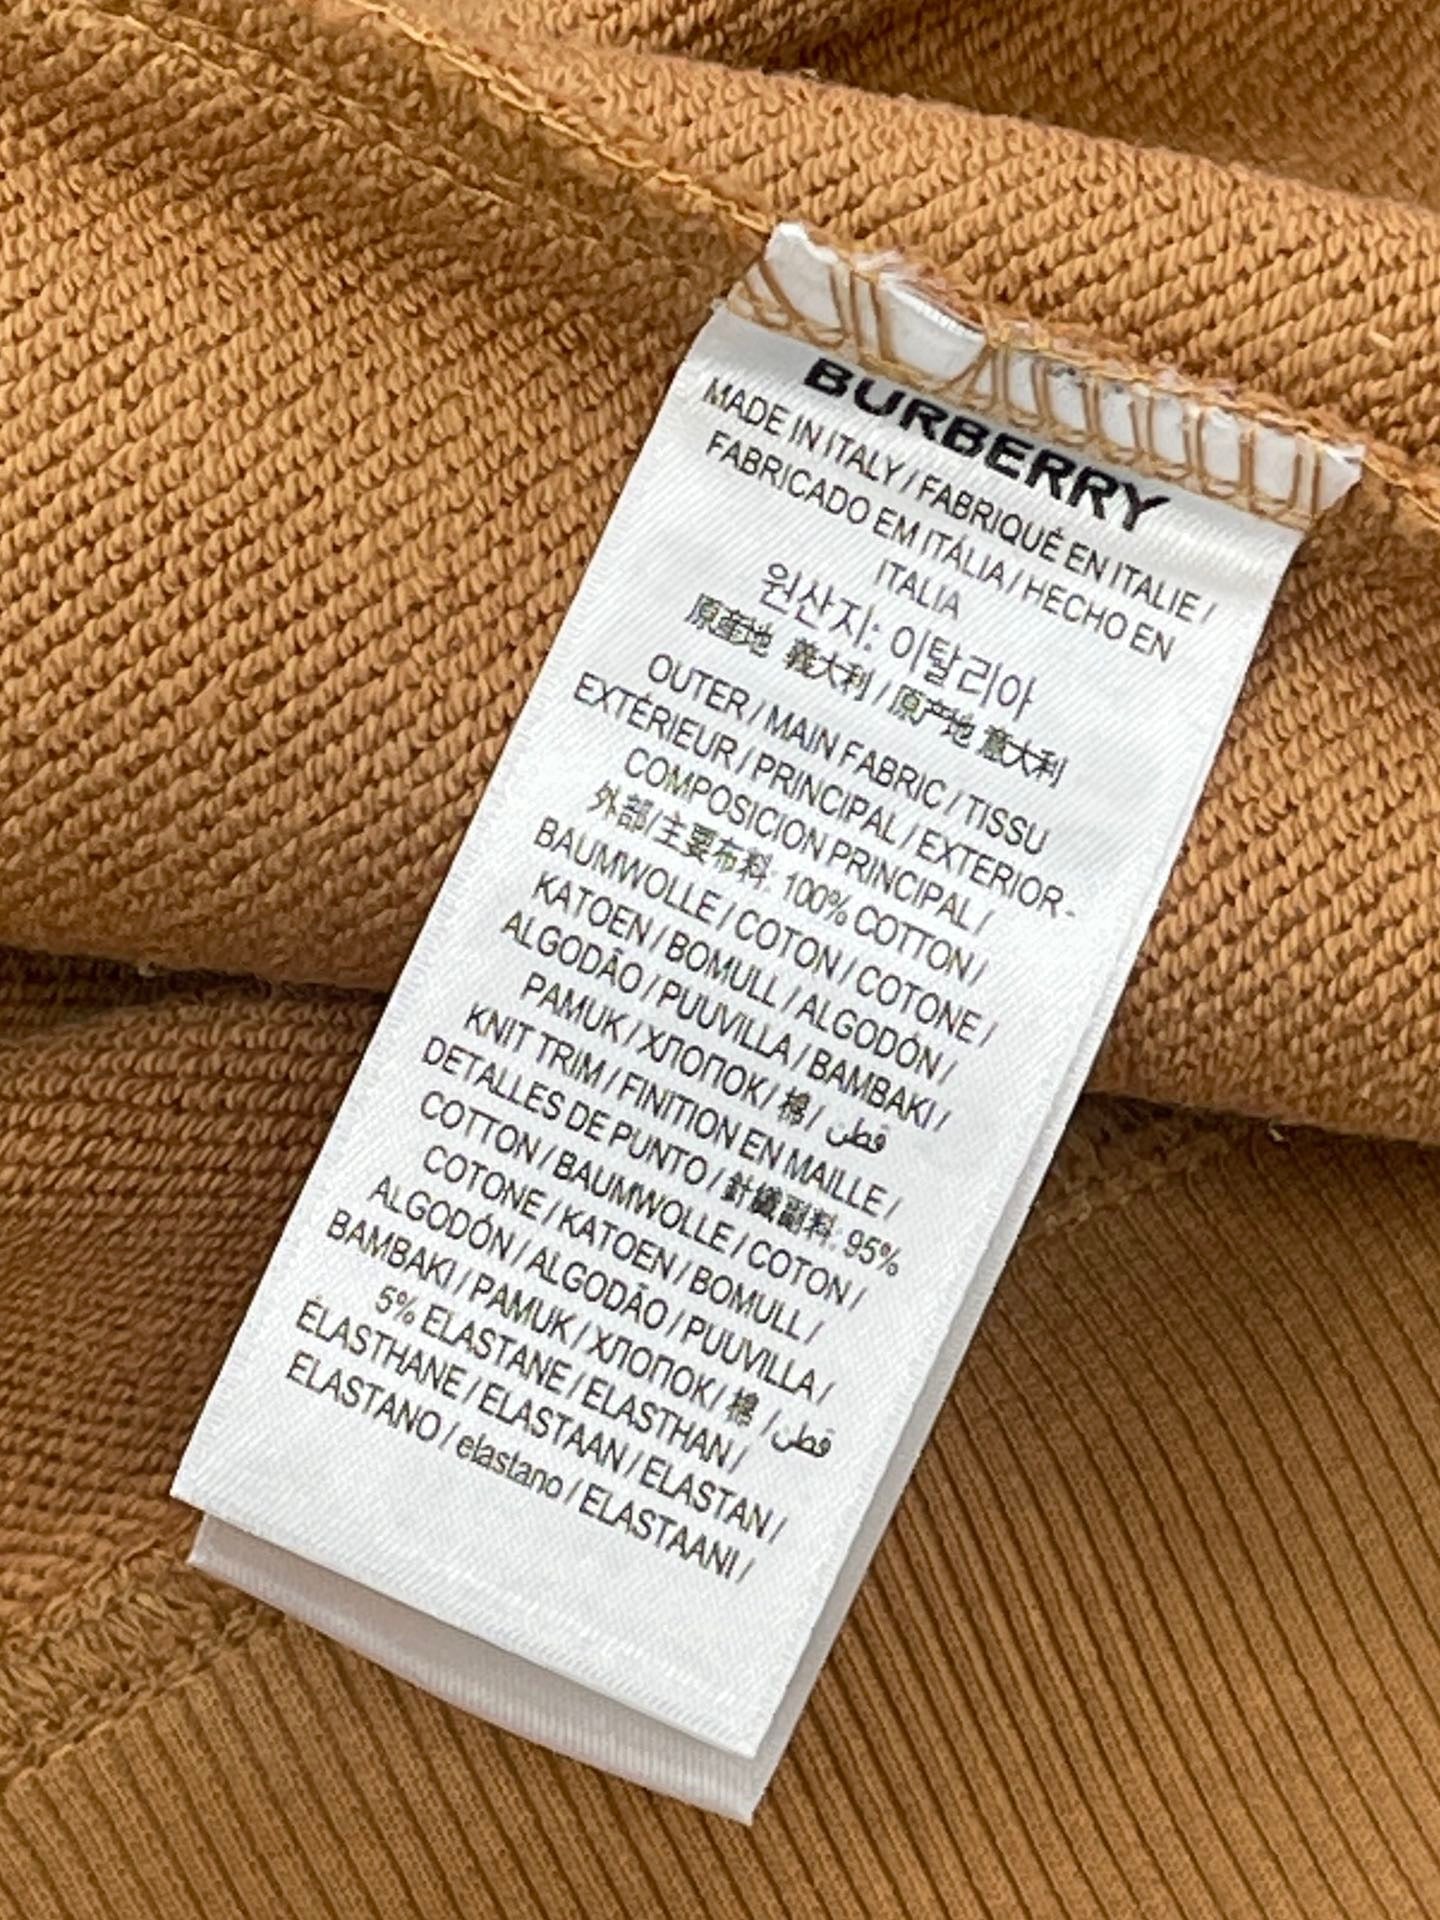 BURBERRY
MADE IN ITALY / FABRIQUÉ EN ITALIE /
FABRICADO EM ITÁLIA / HECHO EN
ITALIA
원산지: 이탈리아
原産地 義大利 / 原产地 意大利
OUTER / MAIN FABRIC / TISSU
EXTÉRIEUR / PRINCIPAL / EXTERIOR-
COMPOSICION PRINCIPAL /
外部/主要布料: 100% COTTON /
BAUMWOLLE / COTON / COTONE /
KATOEN / BOMULL / ALGODÓN /
ALGODÃO / PUUVILLA / BAMBAKI /
PAMUK / ХЛОПОК / 棉 / قطن
KNIT TRIM / FINITION EN MAILLE /
DETALLES DE PUNTO / 針織副料: 95%
COTTON / BAUMWOLLE / COTON /
COTONE / KATOEN / BOMULL /
ALGODÓN / ALGODÃO / PUUVILLA /
BAMBAKI / PAMUK / ХЛОПОК / 棉 / قطن
5% ELASTANE / ELASTHAN /
ÉLASTHANE / ELASTAAN / ELASTAN /
ELASTANO / elastano / ELASTAANI /